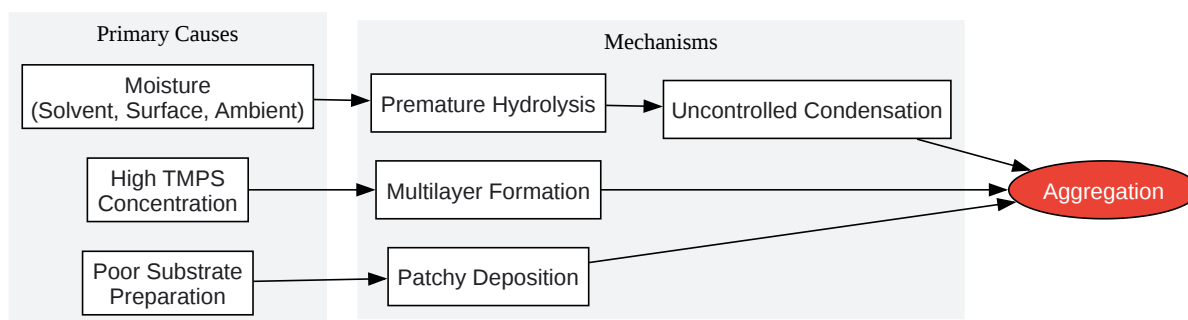 Primary Causes
Mechanisms
Moisture
(Solvent, Surface, Ambient)
Premature Hydrolysis
Uncontrolled Condensation
High TMPS
Concentration
Multilayer Formation
Aggregation
Poor Substrate
Preparation
Patchy Deposition